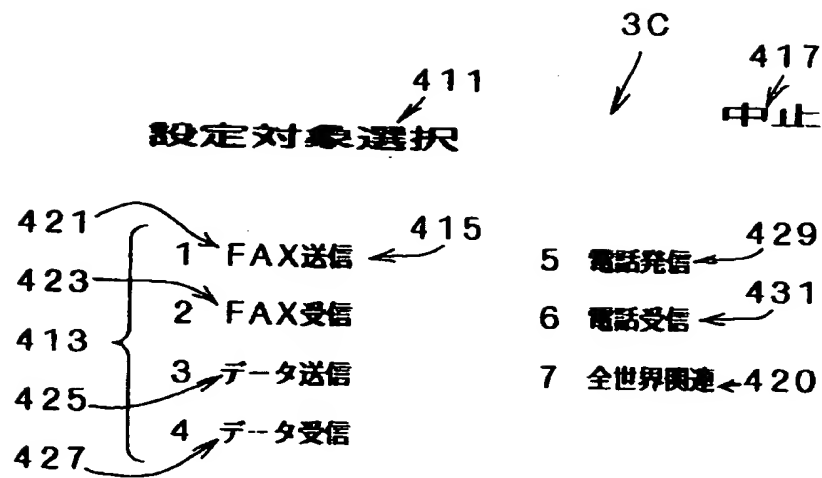 3C
411
417
設定対象選択
中止
421
1 FAX送信
415
5 電話発信
429
423
2 FAX受信
6 電話受信
431
413
3 データ送信
7 全世界関連
420
425
4 データ受信
427